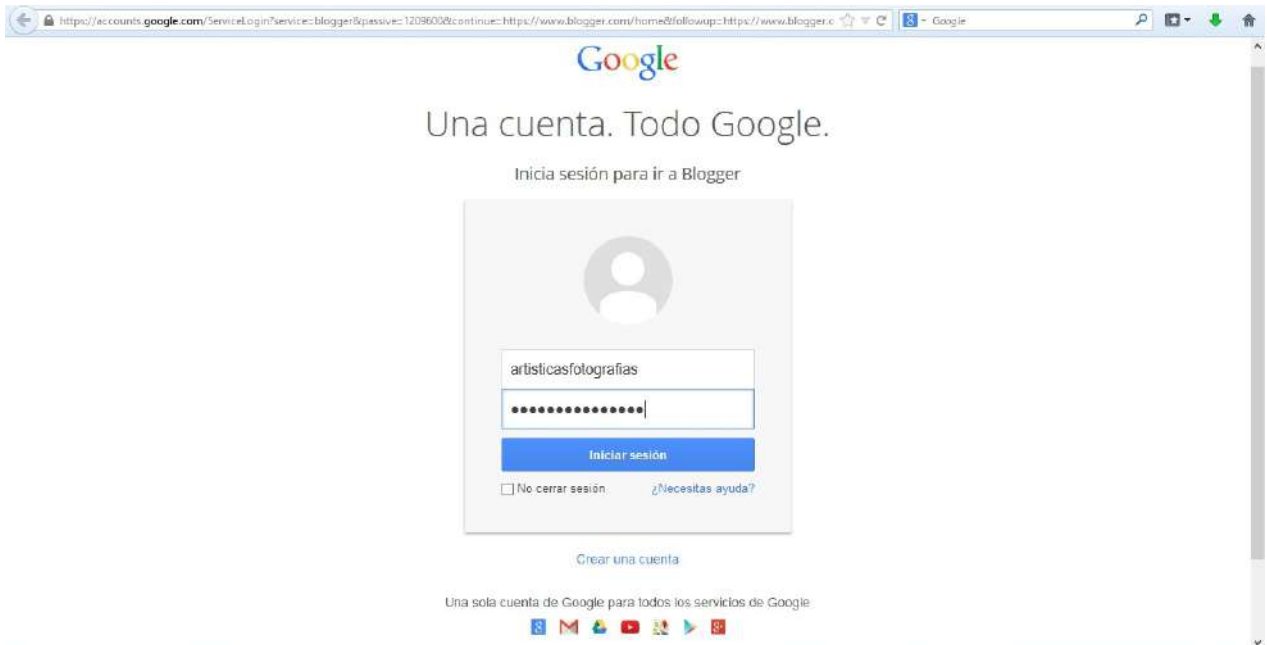 https://accounts.google.com/ServiceLogin?service=blogger&passive=1209600&continue=https://www.blogger.com/home&followup=https://www.blogger.c
8 - Google
Google
Una cuenta. Todo Google.
Inicia sesión para ir a Blogger
artisticasfotografias
•••••••••••••••
Iniciar sesión
No cerrar sesión ¿Necesitas ayuda?
Crear una cuenta
Una sola cuenta de Google para todos los servicios de Google